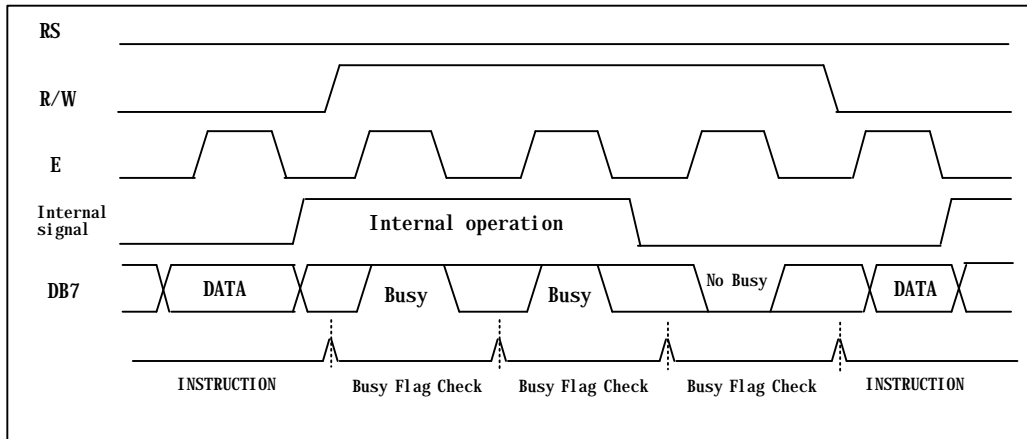 RS
R/W
E
Internal
signal
Internal operation
DB7
DATA
Busy
Busy
No Busy
DATA
INSTRUCTION
Busy Flag Check
Busy Flag Check
Busy Flag Check
INSTRUCTION